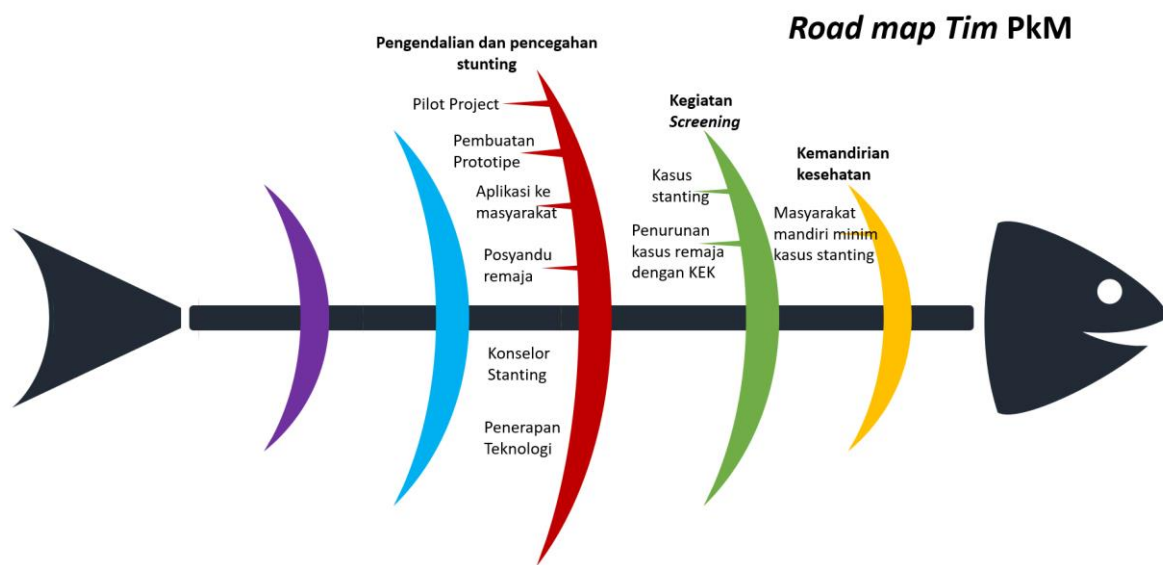 Road map Tim PkM
Pengendalian dan pencegahan
stunting
Pilot Project
Pembuatan
Prototipe
Aplikasi ke
masyarakat
Posyandu
remaja
Konselor
Stanting
Penerapan
Teknologi
Kegiatan
Screening
Kasus
stanting
Penurunan
kasus remaja
dengan KEK
Kemandirian
kesehatan
Masyarakat
mandiri minim
kasus stanting